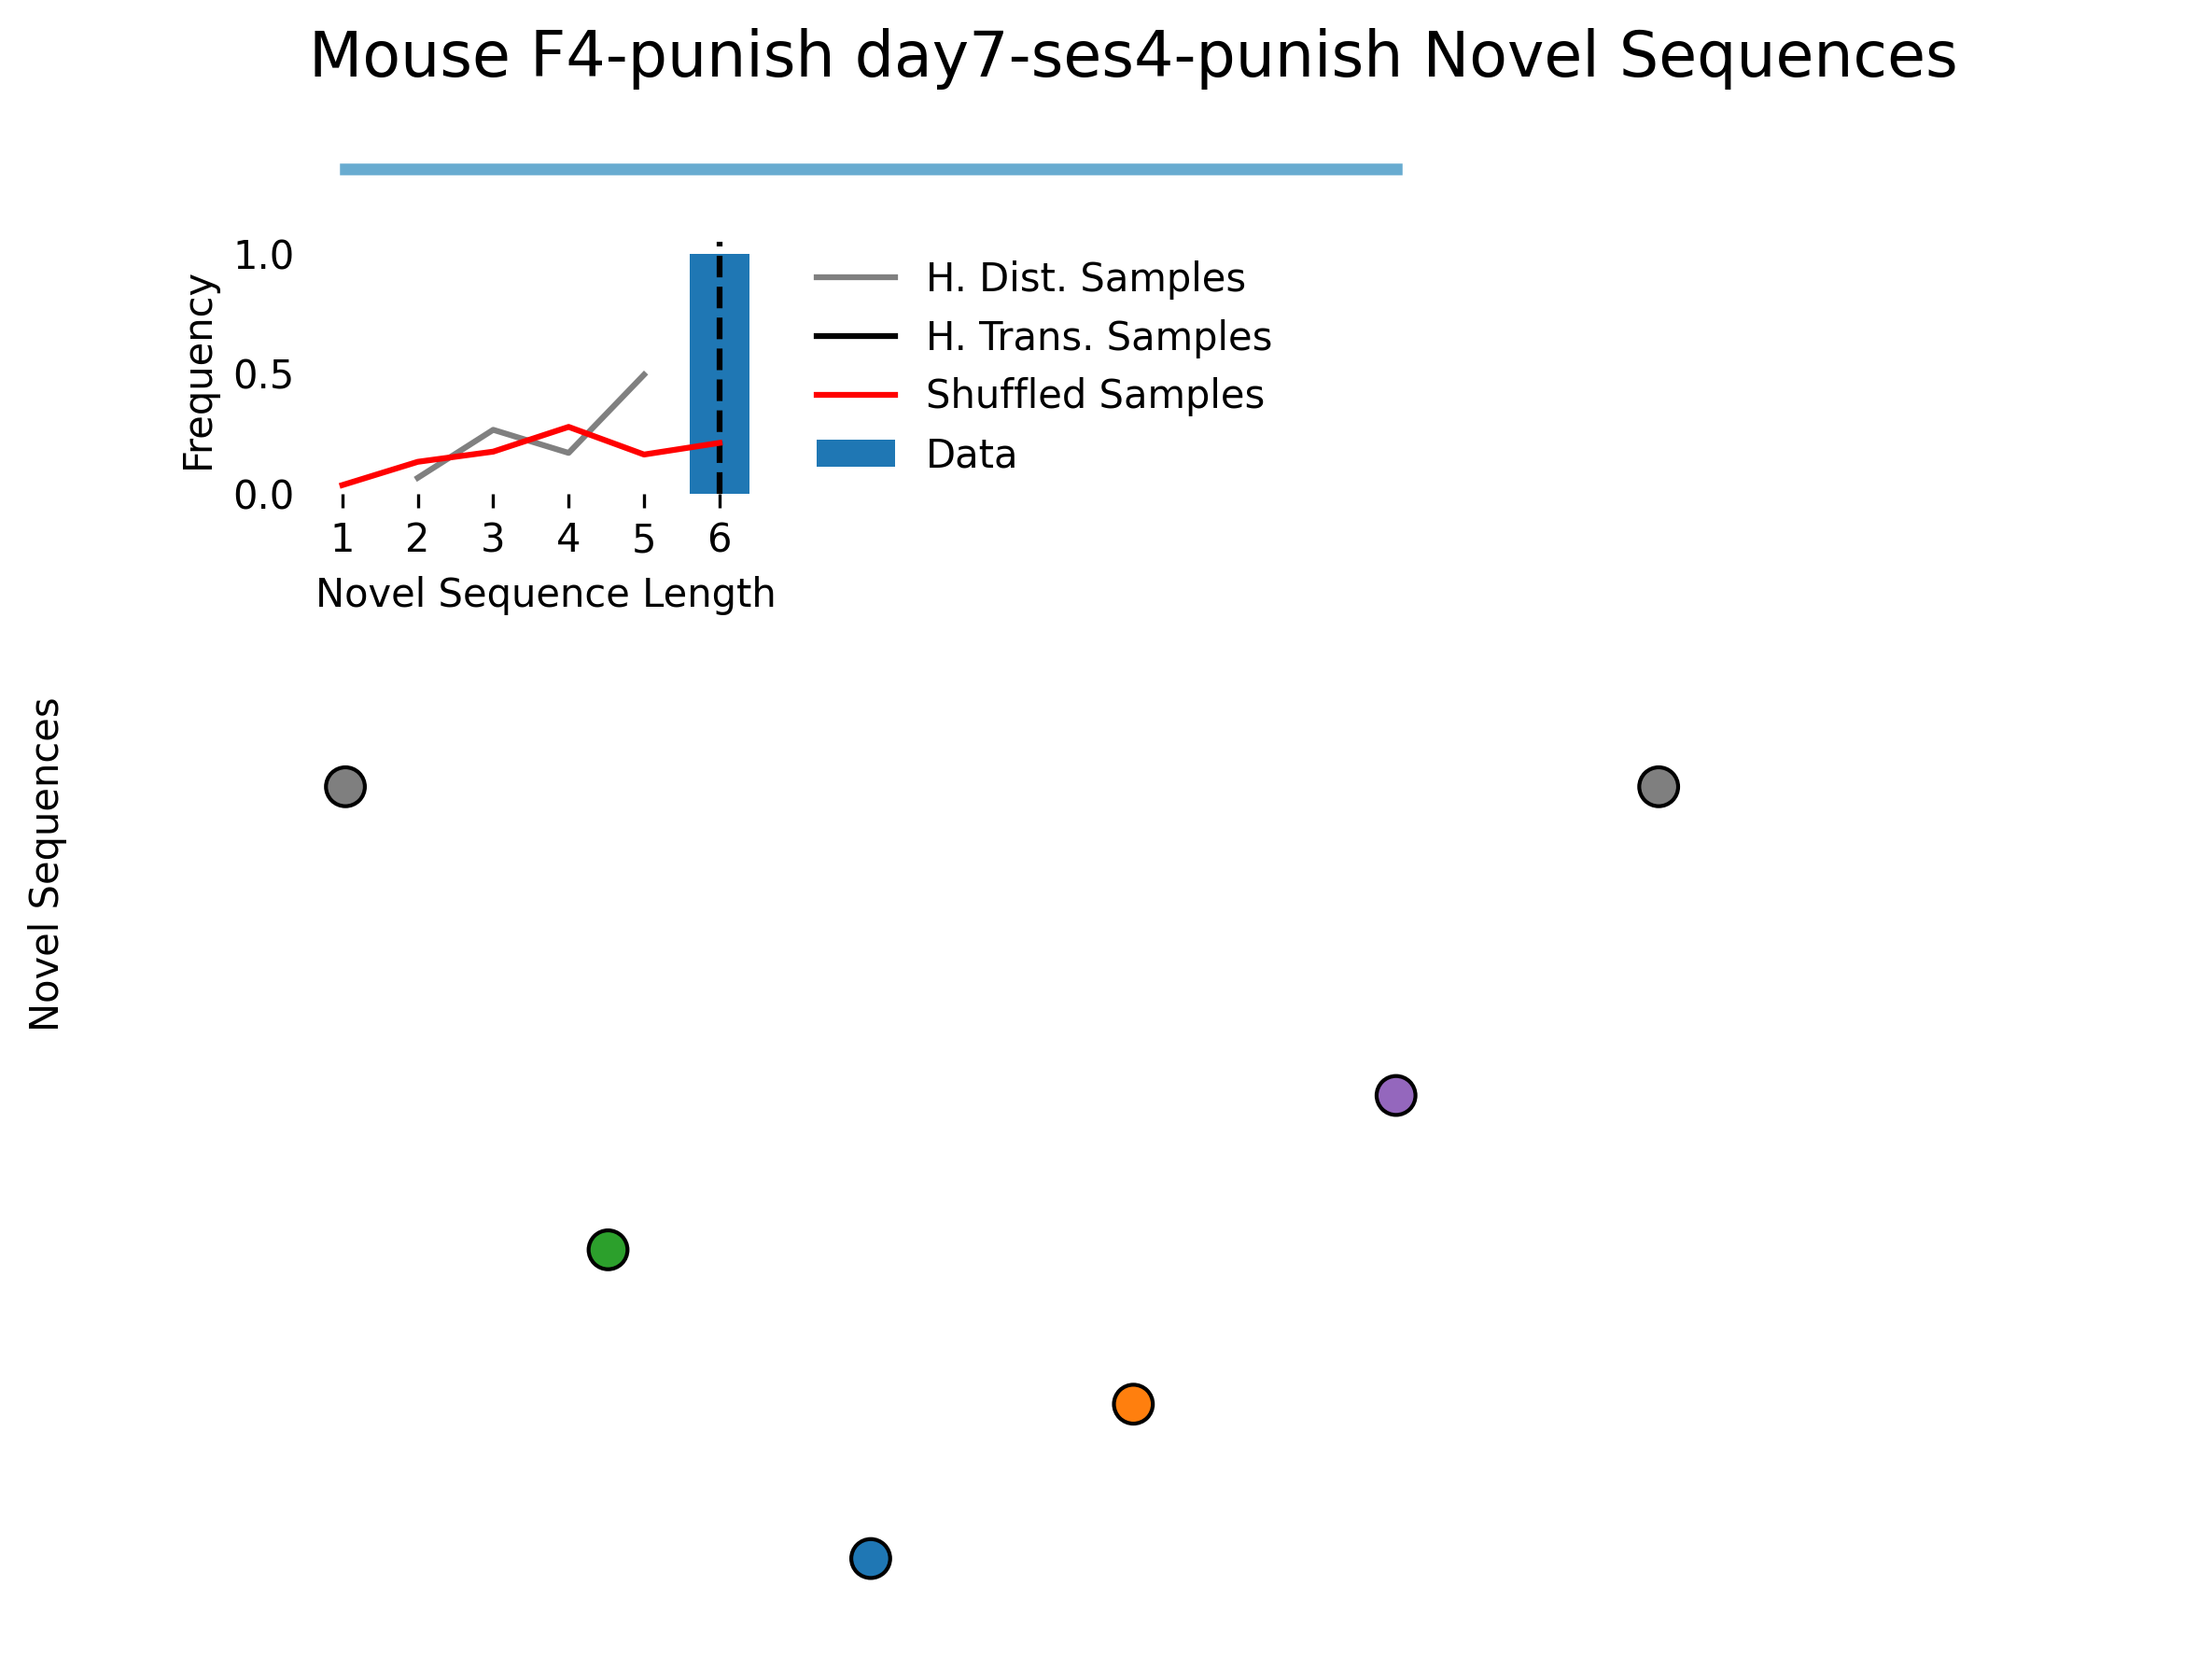 Mouse F4-punish day7-ses4-punish Novel Sequences
Frequency
1.0
0.5
0.0
1 2 3 4 5 6
Novel Sequence Length
H. Dist. Samples
H. Trans. Samples
Shuffled Samples
Data
Novel Sequences